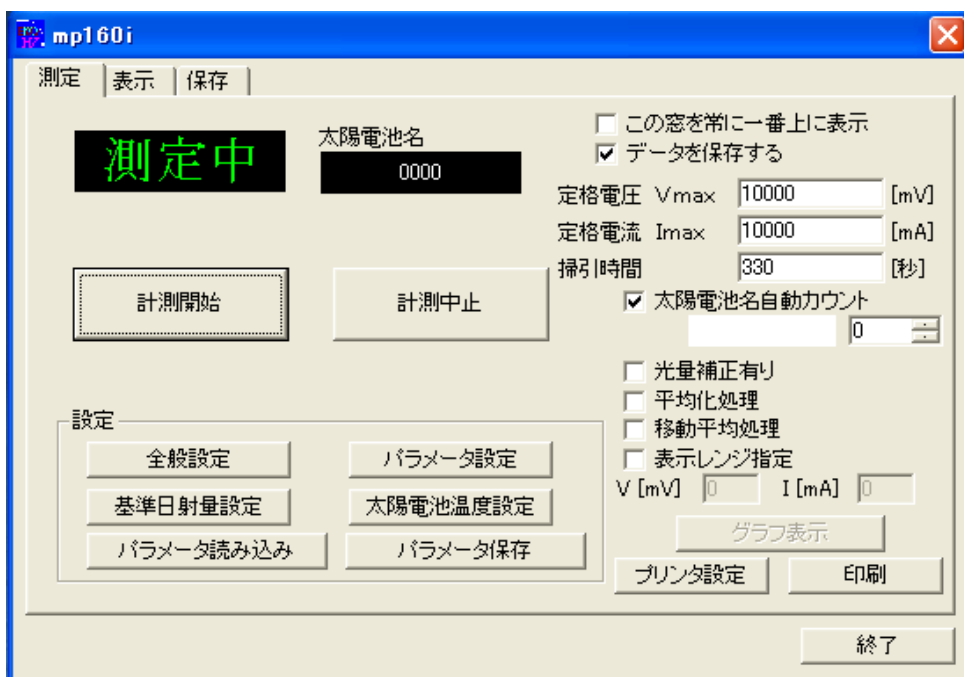 mp160i
測定 表示 保存
測定中
太陽電池名
0000
この窓を常に一番上に表示
データを保存する
定格電圧 Vmax 10000 [mV]
定格電流 Imax 10000 [mA]
掃引時間 330 [秒]
計測開始
計測中止
太陽電池名自動カウント
0
光量補正有り
平均化処理
移動平均処理
表示レンジ指定
V [mV] 0 I [mA] 0
グラフ表示
プリンタ設定 印刷
設定
全般設定 パラメータ設定
基準日射量設定 太陽電池温度設定
パラメータ読み込み パラメータ保存
終了